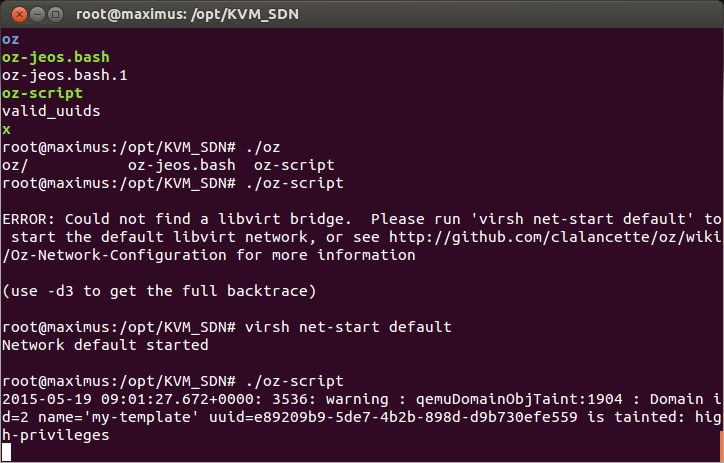 root@maximus: /opt/KVM_SDN
oz
oz-jeos.bash
oz-jeos.bash.1
oz-script
valid_uuids
x
root@maximus:/opt/KVM_SDN# ./oz
oz/           oz-jeos.bash  oz-script
root@maximus:/opt/KVM_SDN# ./oz-script
ERROR: Could not find a libvirt bridge.  Please run 'virsh net-start default' to
 start the default libvirt network, or see http://github.com/clalancette/oz/wiki
/Oz-Network-Configuration for more information
(use -d3 to get the full backtrace)
root@maximus:/opt/KVM_SDN# virsh net-start default
Network default started
root@maximus:/opt/KVM_SDN# ./oz-script
2015-05-19 09:01:27.672+0000: 3536: warning : qemuDomainObjTaint:1904 : Domain i
d=2 name='my-template' uuid=e89209b9-5de7-4b2b-898d-d9b730efe559 is tainted: hig
h-privileges